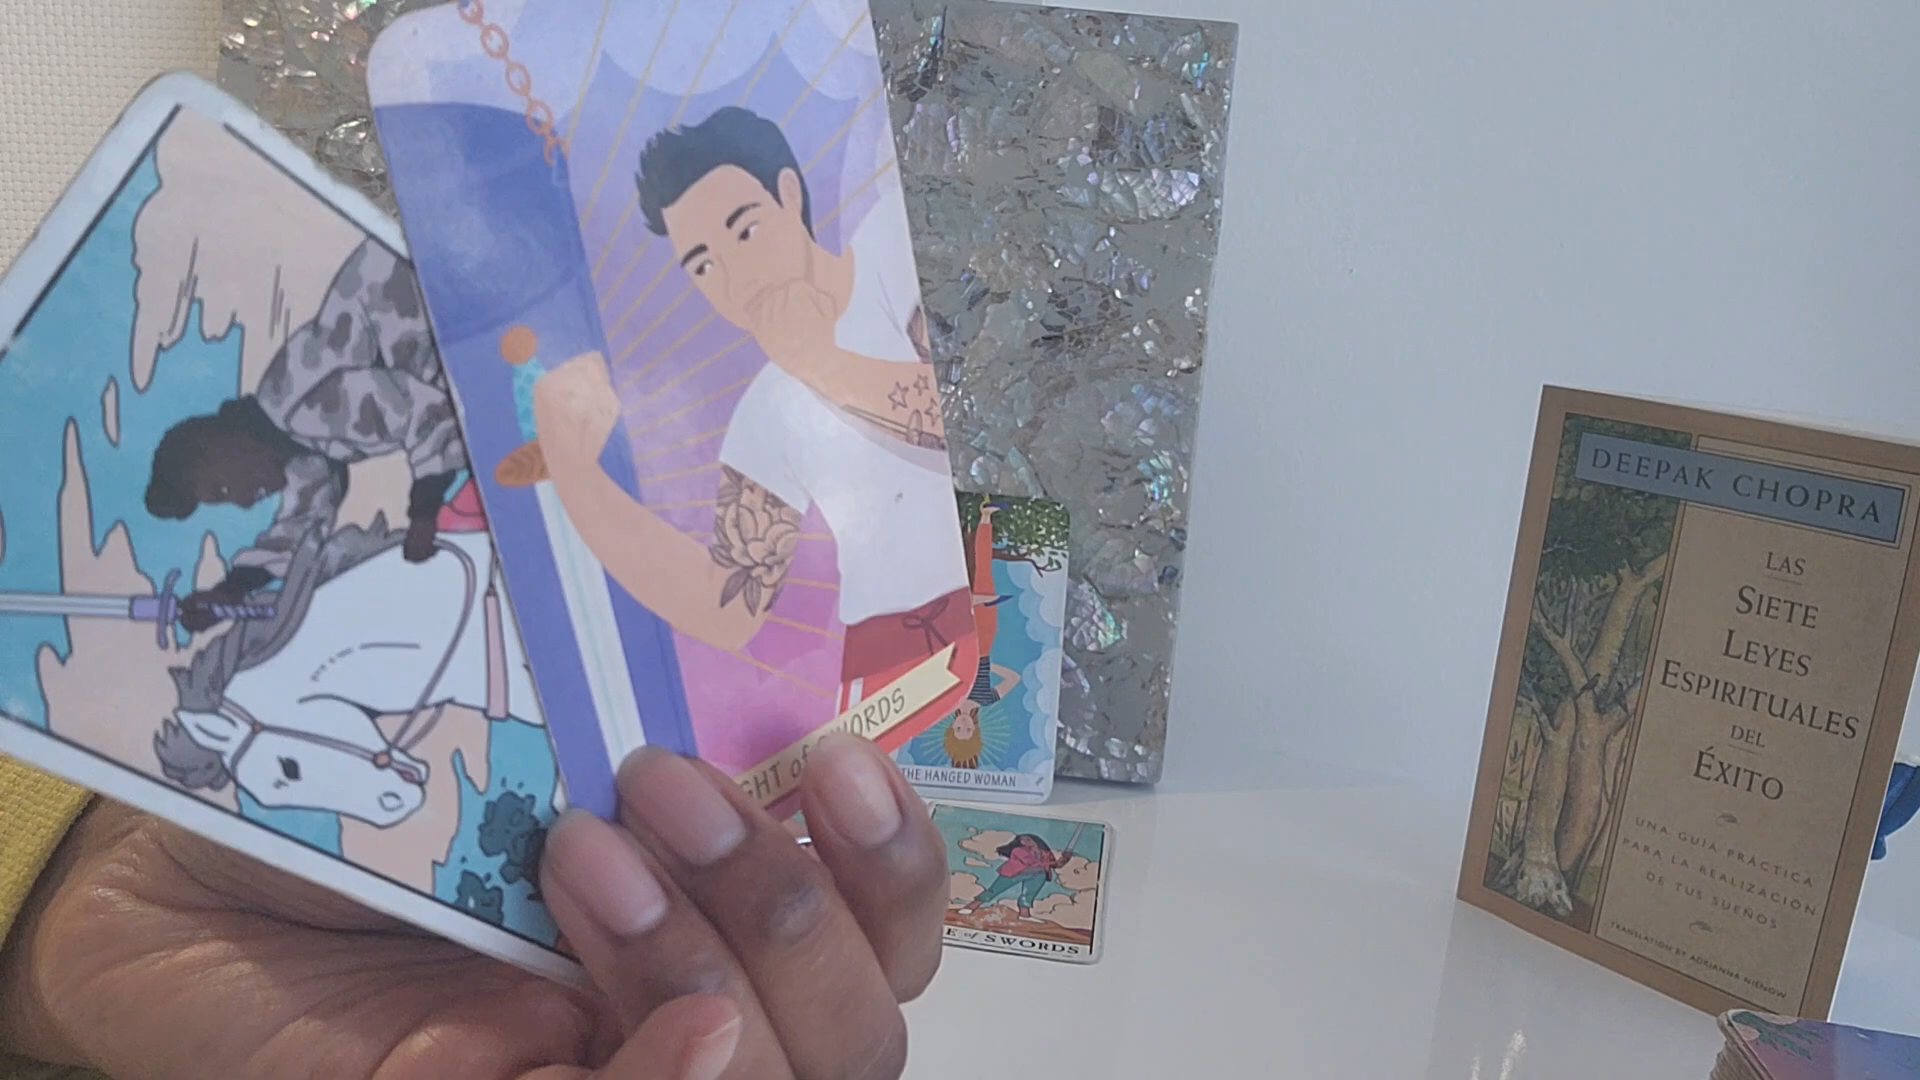 of SWORDS
THE HANGED WOMAN
of SWORDS
DEEPAK CHOPRA
LAS
SIETE
LEYES
ESPIRITUALES
DEL
ÉXITO
UNA GUÍA PRÁCTICA
PARA LA REALIZACIÓN
DE TUS SUEÑOS
TRANSLATION BY ADRIANNA NIENOW